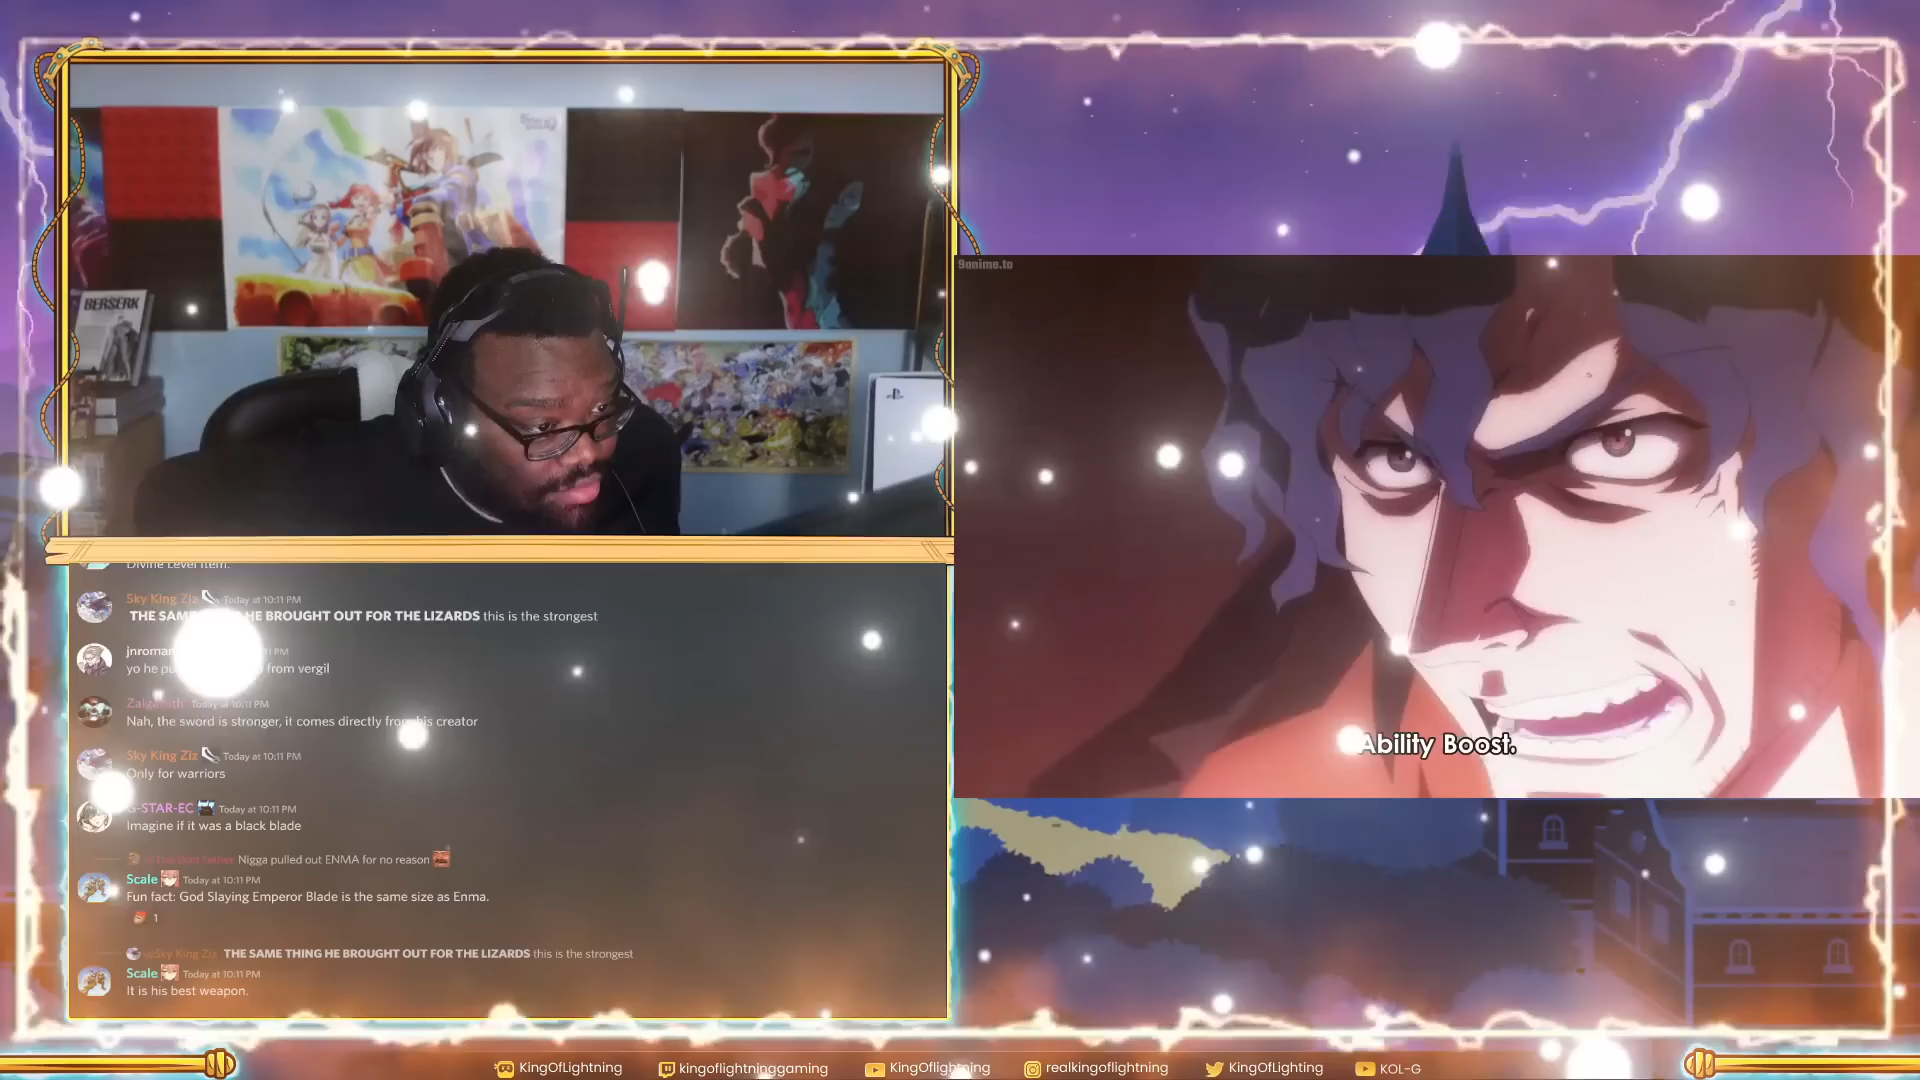 BERSERK
9anime.to
Divine Level Item.
Sky King Ziz Today at 10:11 PM
THE SAME HE BROUGHT OUT FOR THE LIZARDS this is the strongest
PM
yo he from vergil
Today at 10:11 PM
Nah, the sword is stronger, it comes directly from his creator
Sky King Ziz Today at 10:11 PM
Only for warriors
Ability Boost.
G-STAR-EC Today at 10:11 PM
Imagine if it was a black blade
Nigga pulled out ENMA for no reason
Scale Today at 10:11 PM
Fun fact: God Slaying Emperor Blade is the same size as Enma.
1
Sky King Ziz THE SAME THING HE BROUGHT OUT FOR THE LIZARDS this is the strongest
Scale Today at 10:11 PM
It is his best weapon.
KingOfLightning kingoflightninggaming KingOflightning realkingoflightning KingOfLighting KOL-G